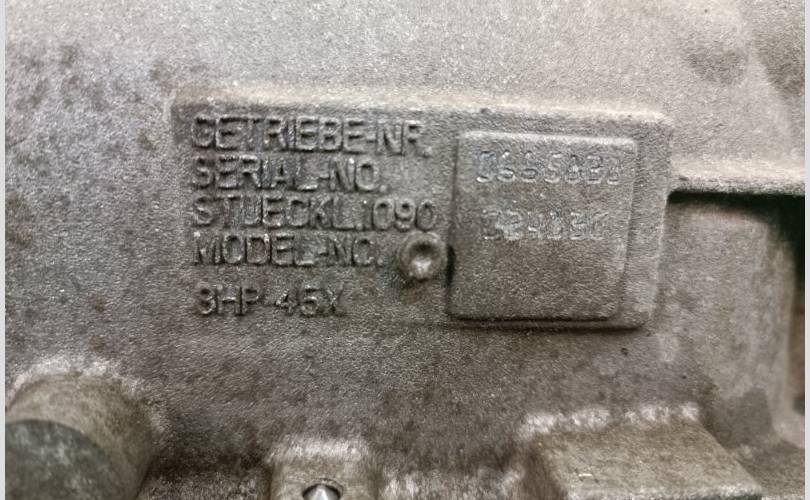 GETRIEBE-NR.
SERIAL-NO.
STUECKL.1090
MODEL-NO.
8HP-45X